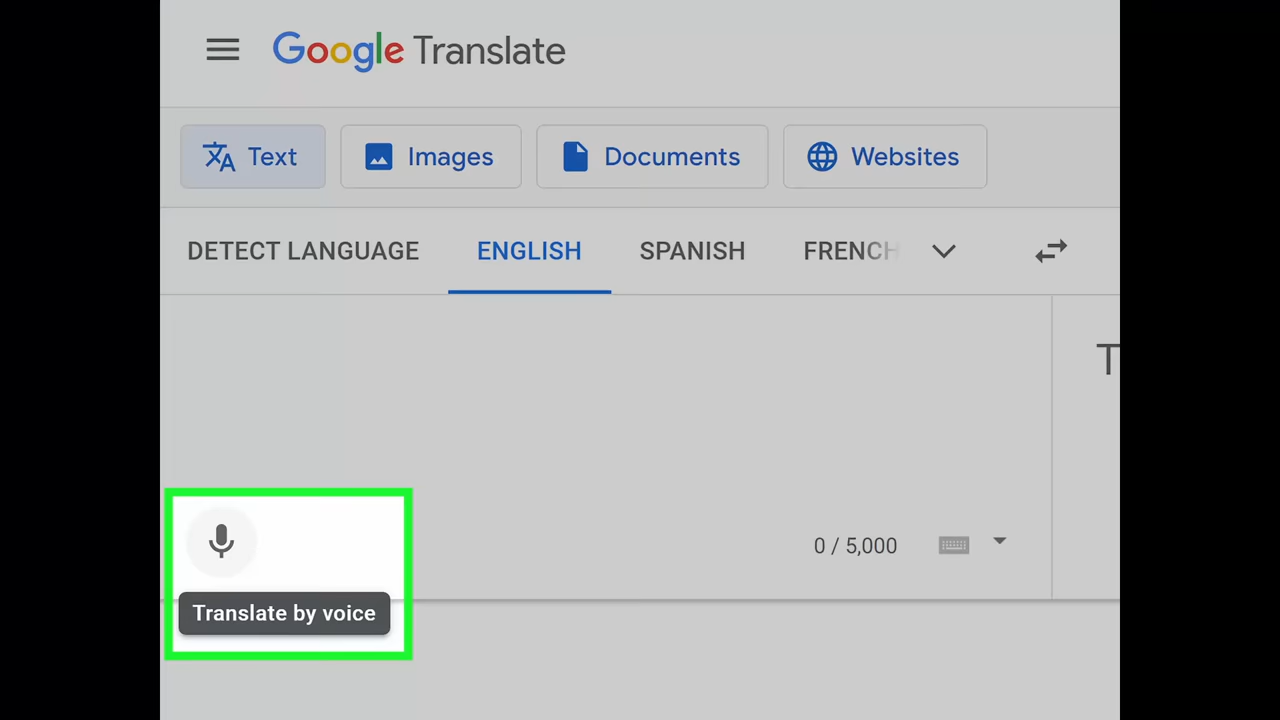 Google Translate
Text Images Documents Websites
DETECT LANGUAGE ENGLISH SPANISH FRENCH
T
0 / 5,000
Translate by voice